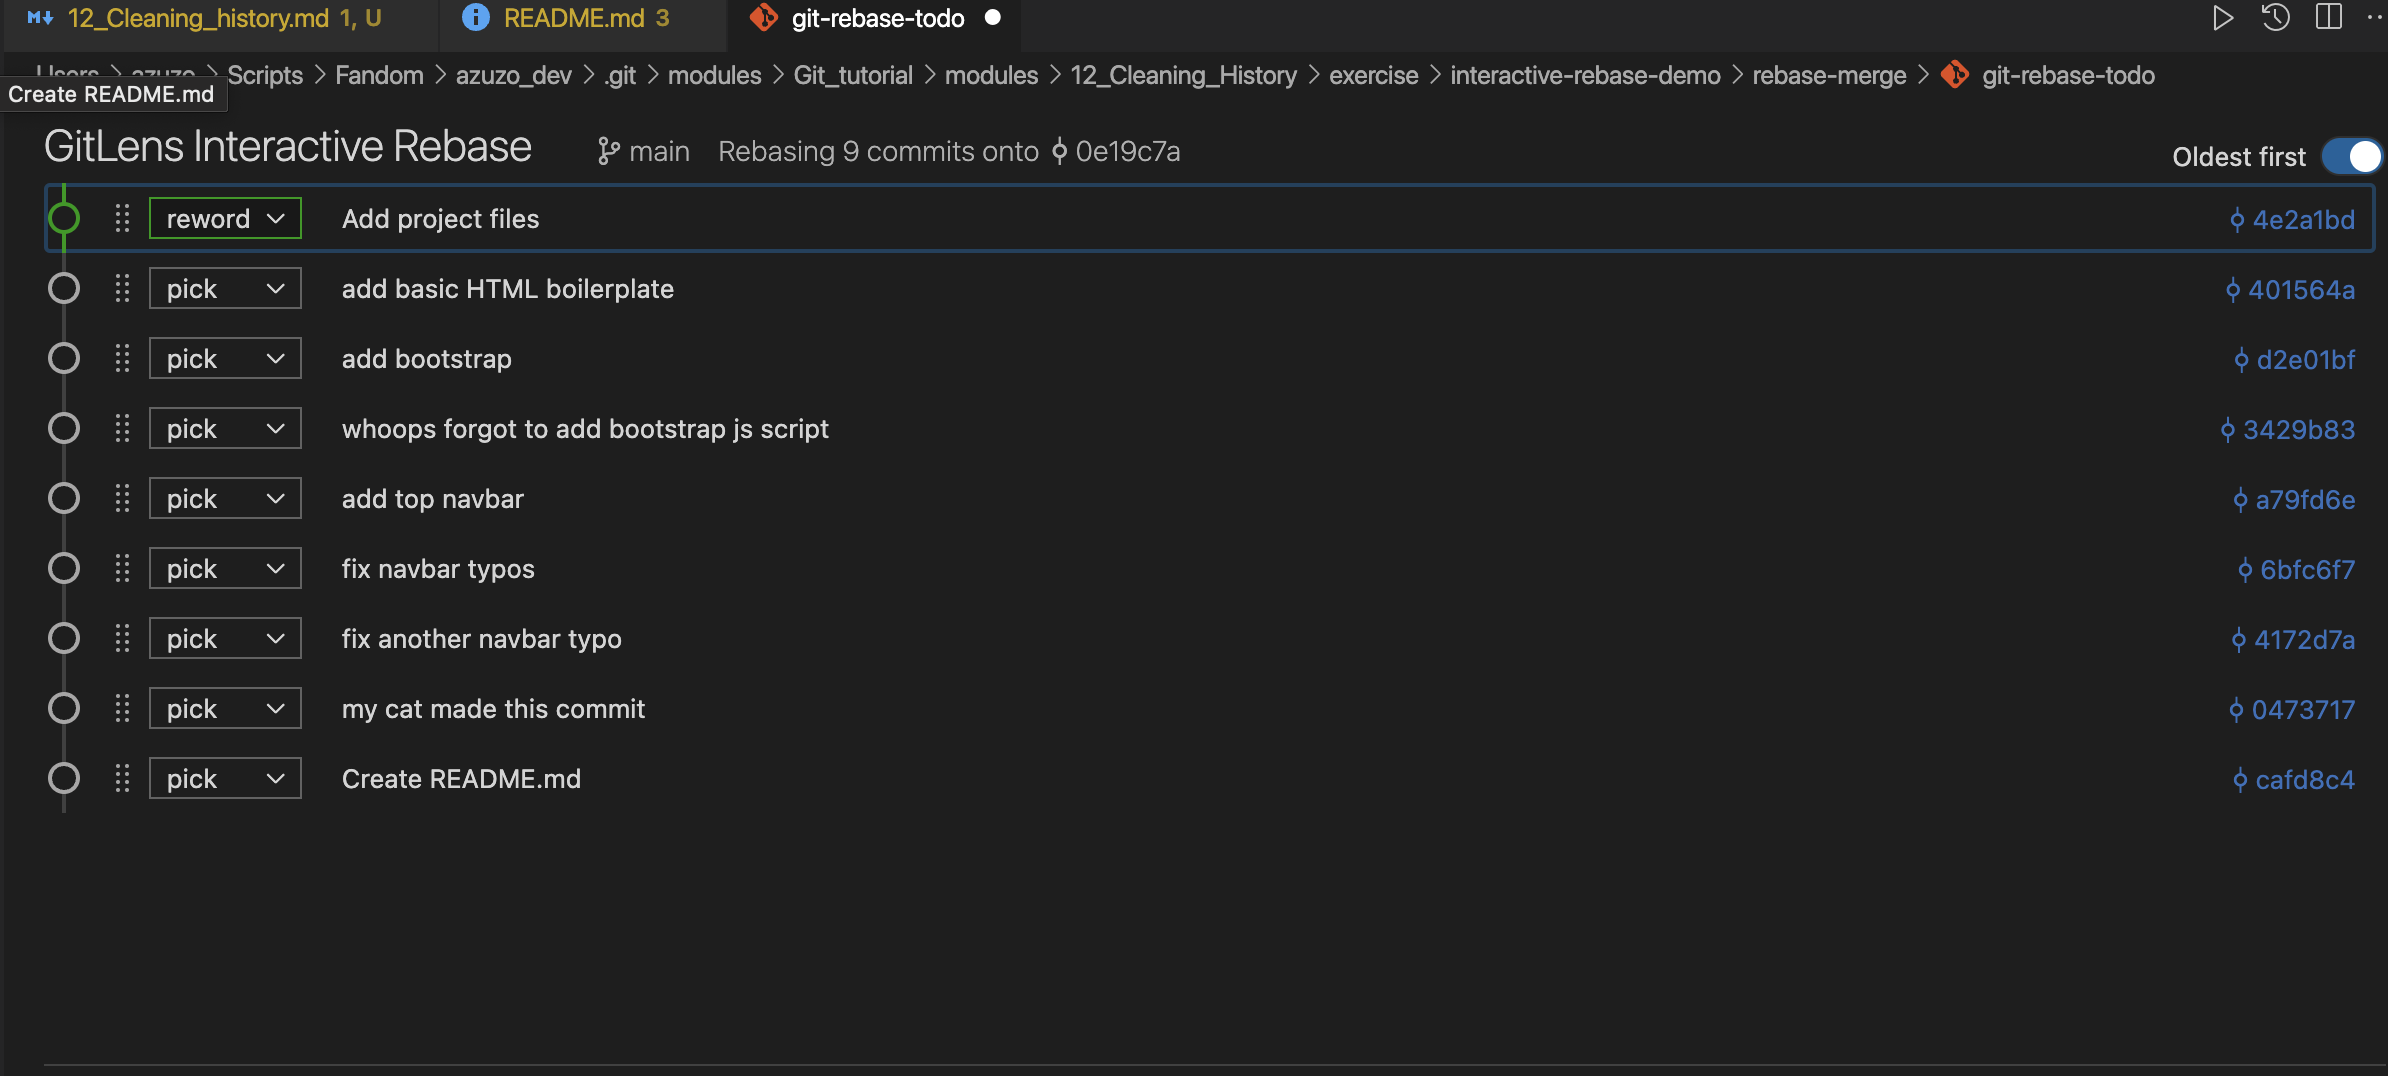 12_Cleaning_history.md 1, U README.md 3 git-rebase-todo
Scripts > Fandom > azuzo_dev > .git > modules > Git_tutorial > modules > 12_Cleaning_History > exercise > interactive-rebase-demo > rebase-merge > git-rebase-todo
Create README.md
GitLens Interactive Rebase main Rebasing 9 commits onto 0e19c7a Oldest first
reword Add project files 4e2a1bd
pick add basic HTML boilerplate 401564a
pick add bootstrap d2e01bf
pick whoops forgot to add bootstrap js script 3429b83
pick add top navbar a79fd6e
pick fix navbar typos 6bfc6f7
pick fix another navbar typo 4172d7a
pick my cat made this commit 0473717
pick Create README.md cafd8c4